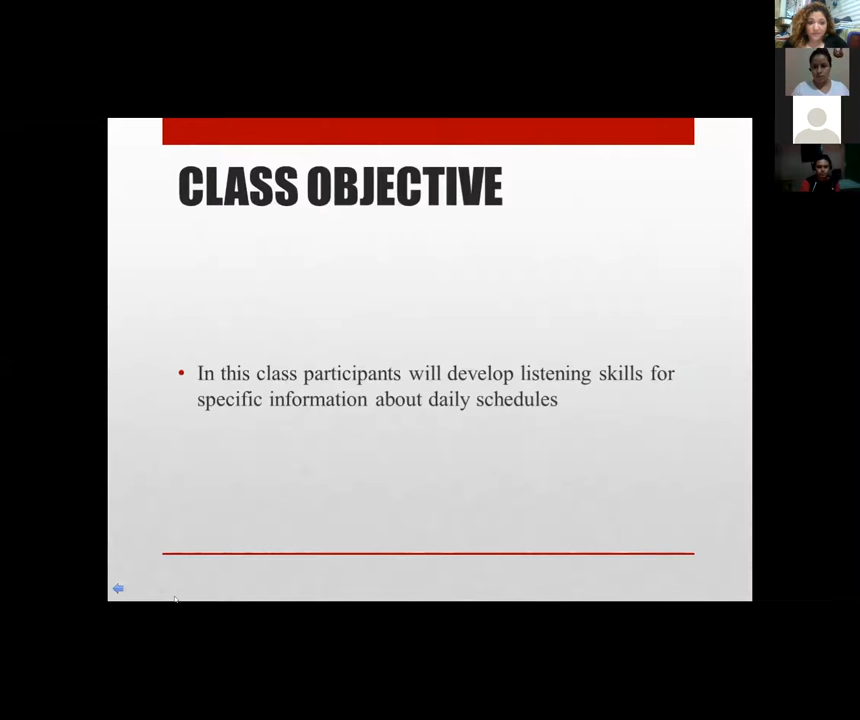 CLASS OBJECTIVE
• In this class participants will develop listening skills for
specific information about daily schedules